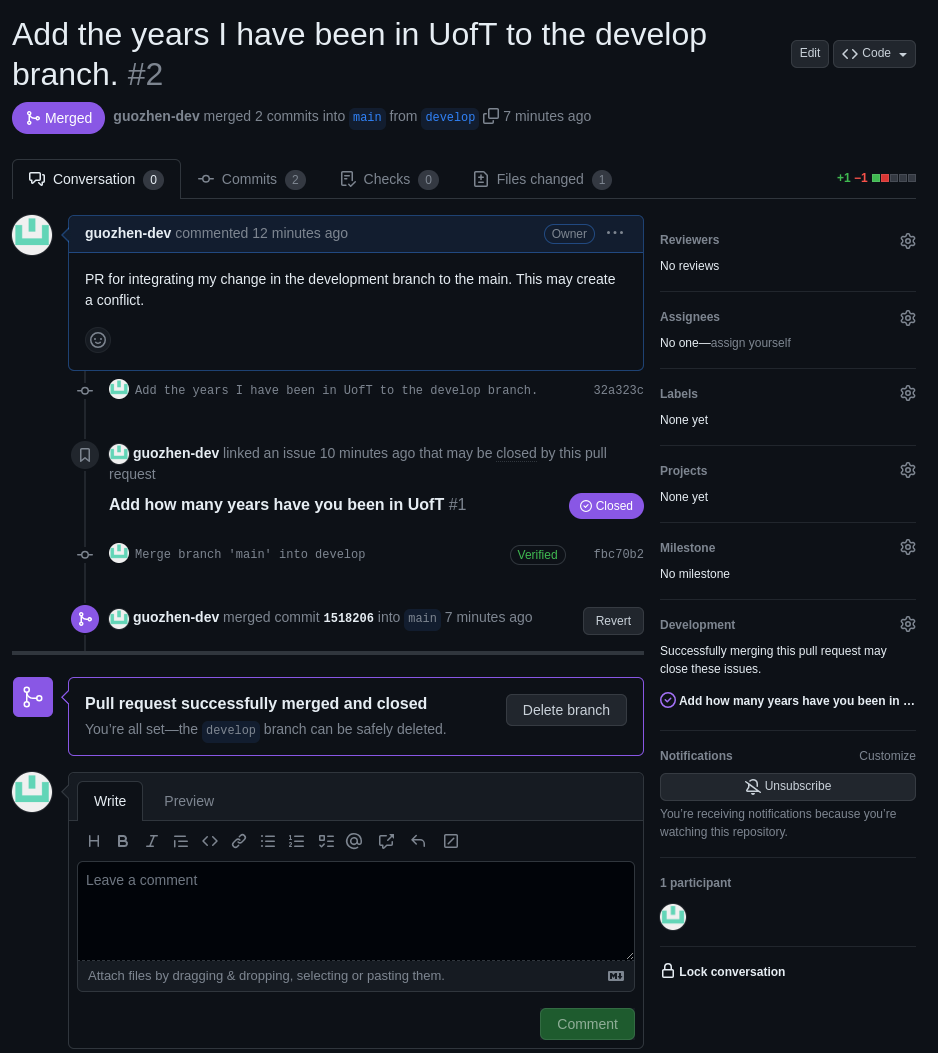 Add the years I have been in UofT to the develop
branch. #2
Edit
Code
Merged
guozhen-dev merged 2 commits into main from develop 7 minutes ago
Conversation 0
Commits 2
Checks 0
Files changed 1
+1 −1
guozhen-dev commented 12 minutes ago
Owner
PR for integrating my change in the development branch to the main. This may create
a conflict.
Add the years I have been in UofT to the develop branch.
32a323c
guozhen-dev linked an issue 10 minutes ago that may be closed by this pull
request
Add how many years have you been in UofT #1
Closed
Merge branch 'main' into develop
Verified
fbc70b2
guozhen-dev merged commit 1518206 into main 7 minutes ago
Revert
Pull request successfully merged and closed
You're all set—the develop branch can be safely deleted.
Delete branch
Write
Preview
Leave a comment
Attach files by dragging & dropping, selecting or pasting them.
Comment
Reviewers
No reviews
Assignees
No one—assign yourself
Labels
None yet
Projects
None yet
Milestone
No milestone
Development
Successfully merging this pull request may
close these issues.
Add how many years have you been in ...
Notifications
Customize
Unsubscribe
You're receiving notifications because you're
watching this repository.
1 participant
Lock conversation